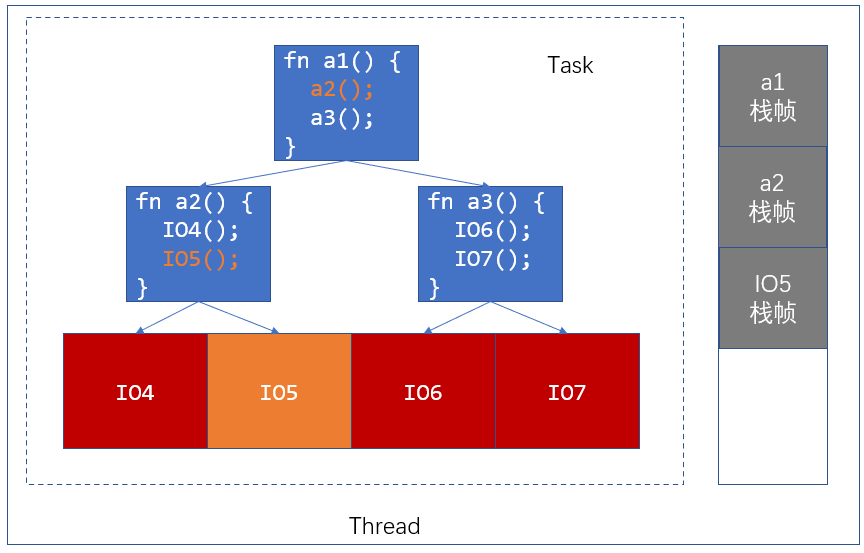 fn a1() {
a2();
a3();
}
Task
fn a2() {
IO4();
IO5();
}
fn a3() {
IO6();
IO7();
}
IO4
IO5
IO6
IO7
a1
栈帧
a2
栈帧
IO5
栈帧
Thread